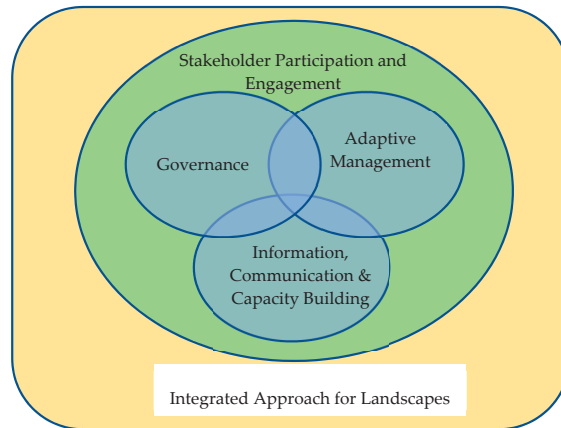 Stakeholder Participation and
Engagement
Governance
Adaptive
Management
Information,
Communication &
Capacity Building
Integrated Approach for Landscapes